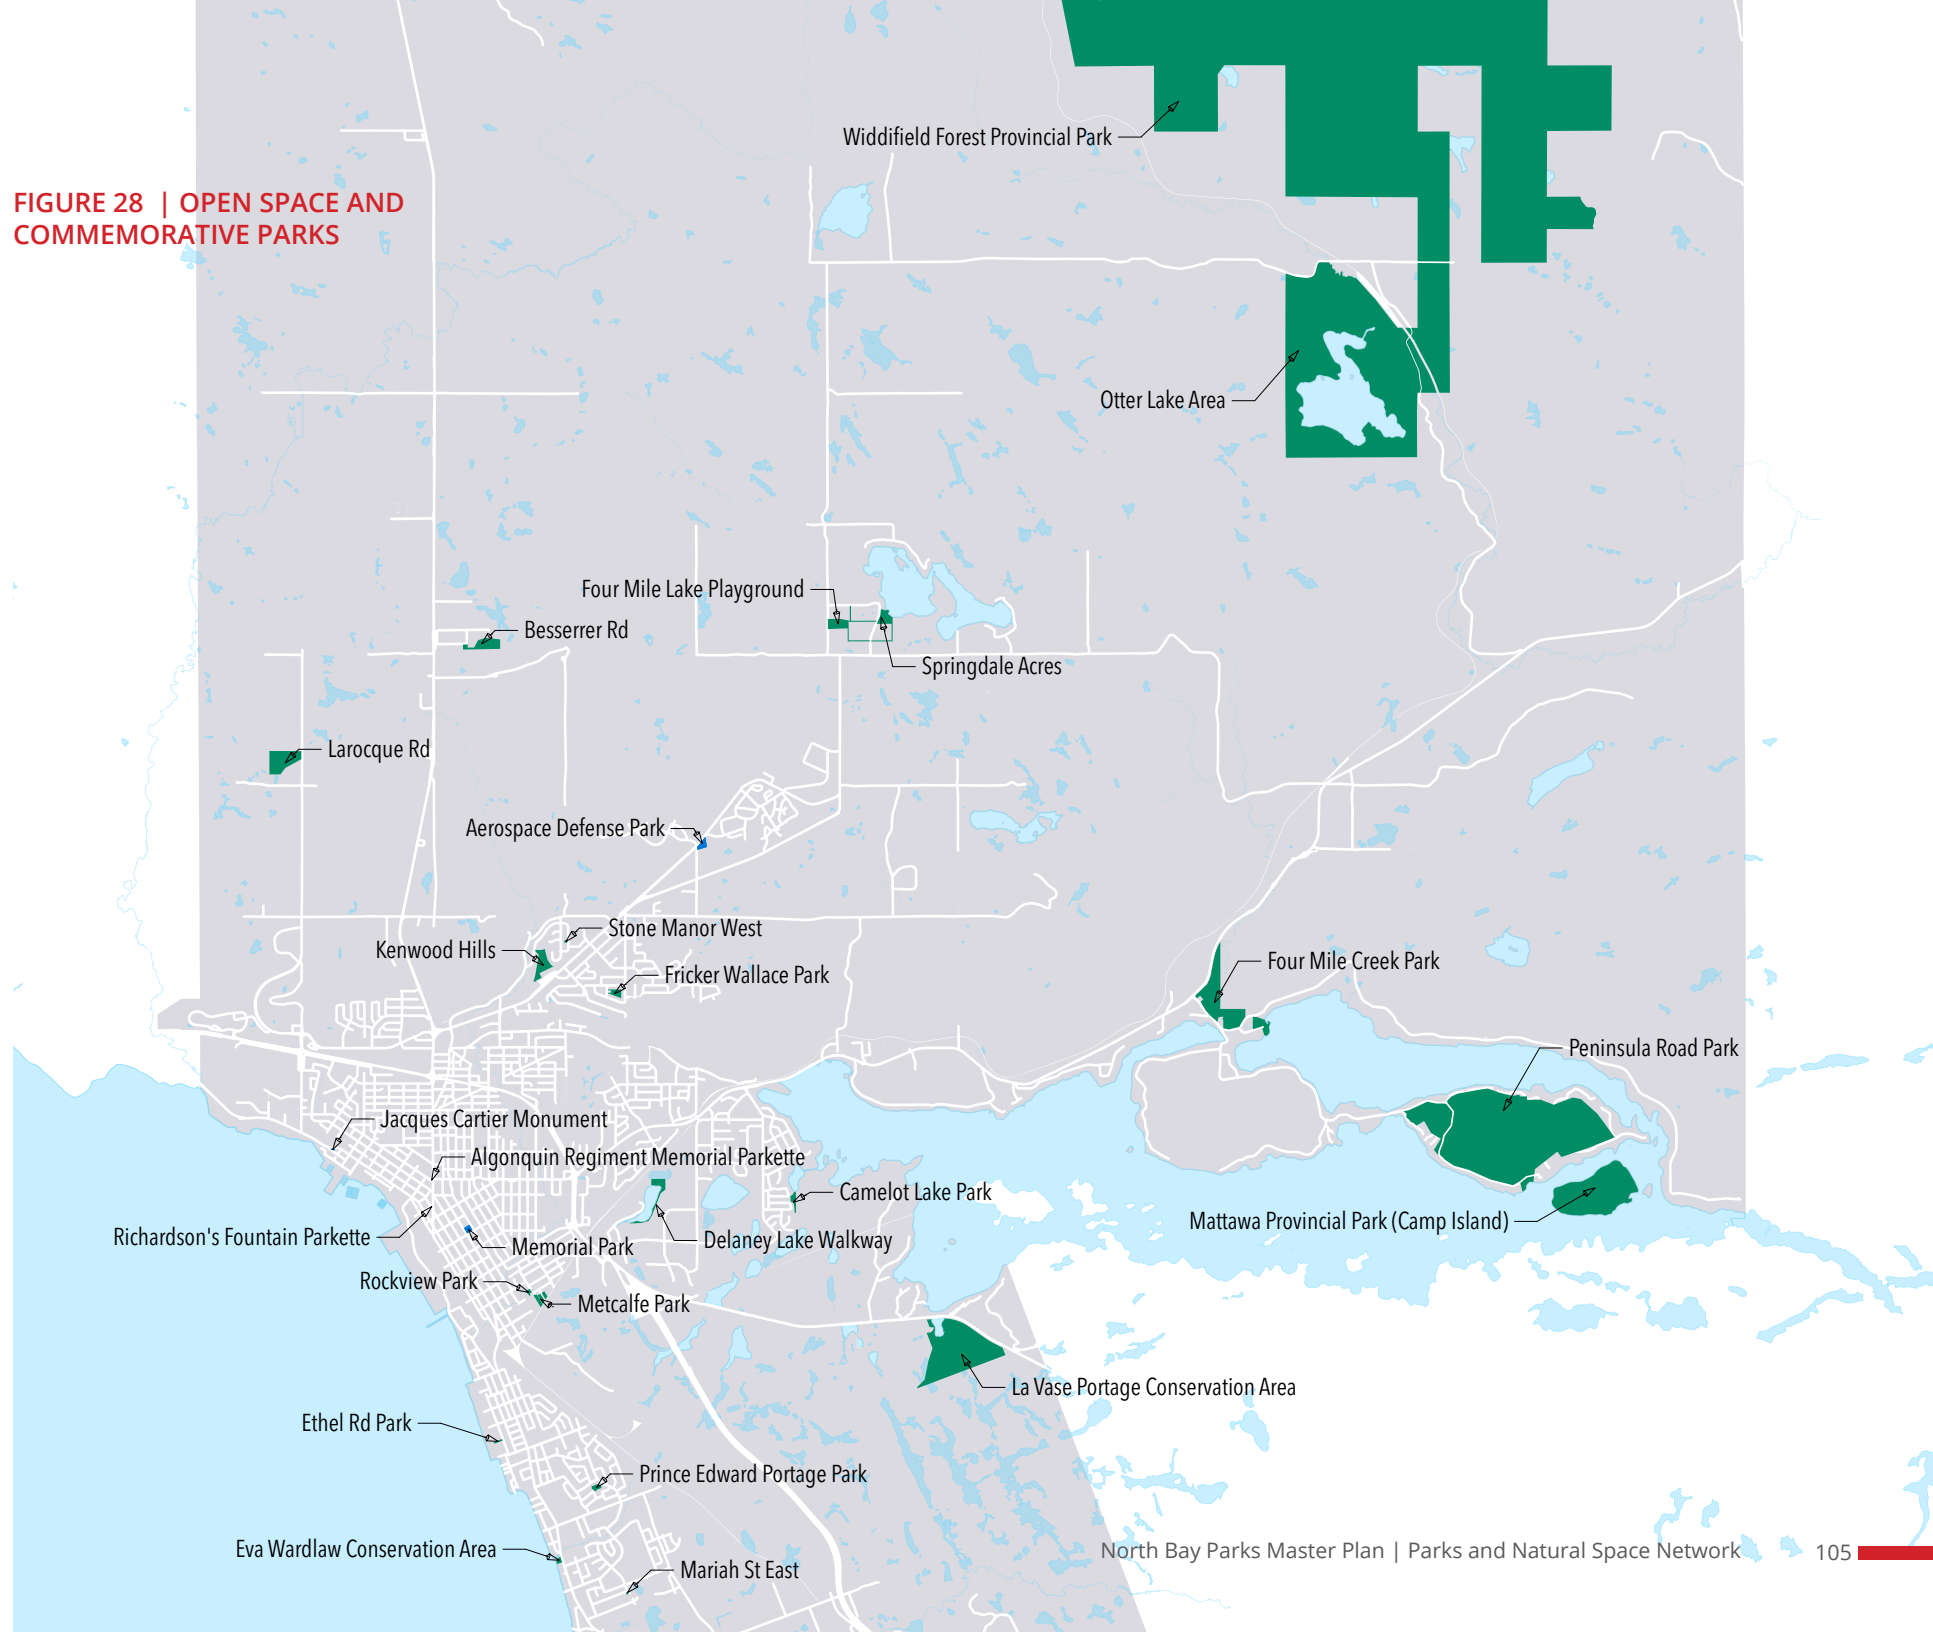 Widdifield Forest Provincial Park
FIGURE 28 | OPEN SPACE AND
COMMEMORATIVE PARKS
Otter Lake Area
Four Mile Lake Playground
Besserrer Rd
Springdale Acres
Larocque Rd
Aerospace Defense Park
Stone Manor West
Kenwood Hills
Fricker Wallace Park
Four Mile Creek Park
Peninsula Road Park
Jacques Cartier Monument
Algonquin Regiment Memorial Parkette
Camelot Lake Park
Mattawa Provincial Park (Camp Island)
Richardson's Fountain Parkette
Delaney Lake Walkway
Memorial Park
Rockview Park
Metcalfe Park
La Vase Portage Conservation Area
Ethel Rd Park
Prince Edward Portage Park
Eva Wardlaw Conservation Area
Mariah St East
North Bay Parks Master Plan | Parks and Natural Space Network 105